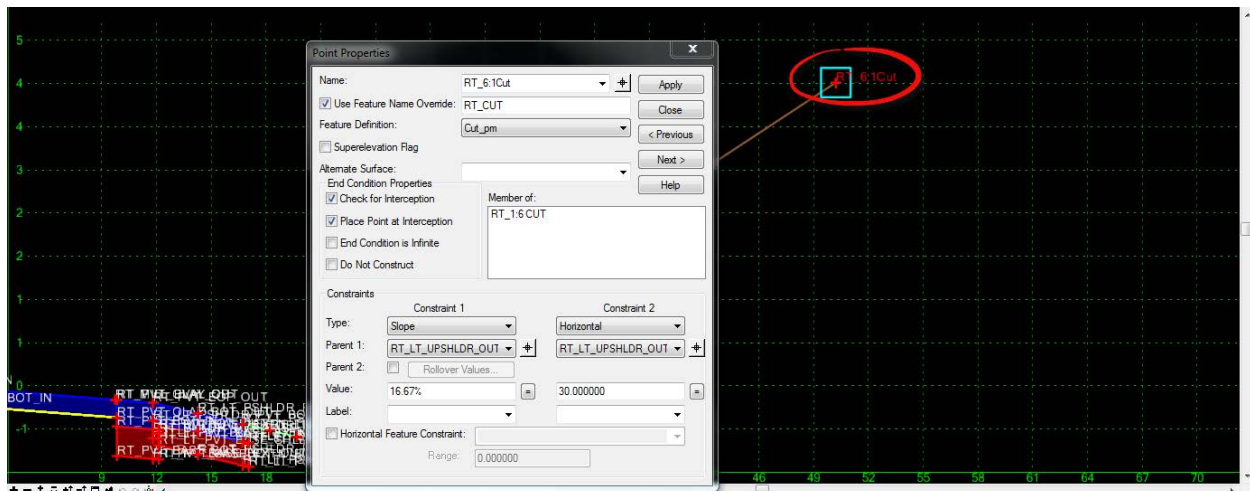 Point Properties
x
Name: RT_6:1Cut
Apply
Use Feature Name Override: RT_CUT
Close
Feature Definition: Cut_pm
< Previous
Superelevation Flag
Next >
Alternate Surface:
Help
End Condition Properties
Check for Interception
Place Point at Interception
End Condition is Infinite
Do Not Construct
Member of:
RT_1:6 CUT
Constraints
Constraint 1 Constraint 2
Type: Slope Horizontal
Parent 1: RT_LT_UPSHLDR_OUT RT_LT_UPSHLDR_OUT
Parent 2: Rollover Values...
Value: 16.67% = 30.000000 =
Label:
Horizontal Feature Constraint:
Range: 0.000000
RT_6:1Cut
5
4
4
3
2
2
1
1
0
-1
BOT_IN
9 12 15 18 46 49 52 55 58 61 64 67 70